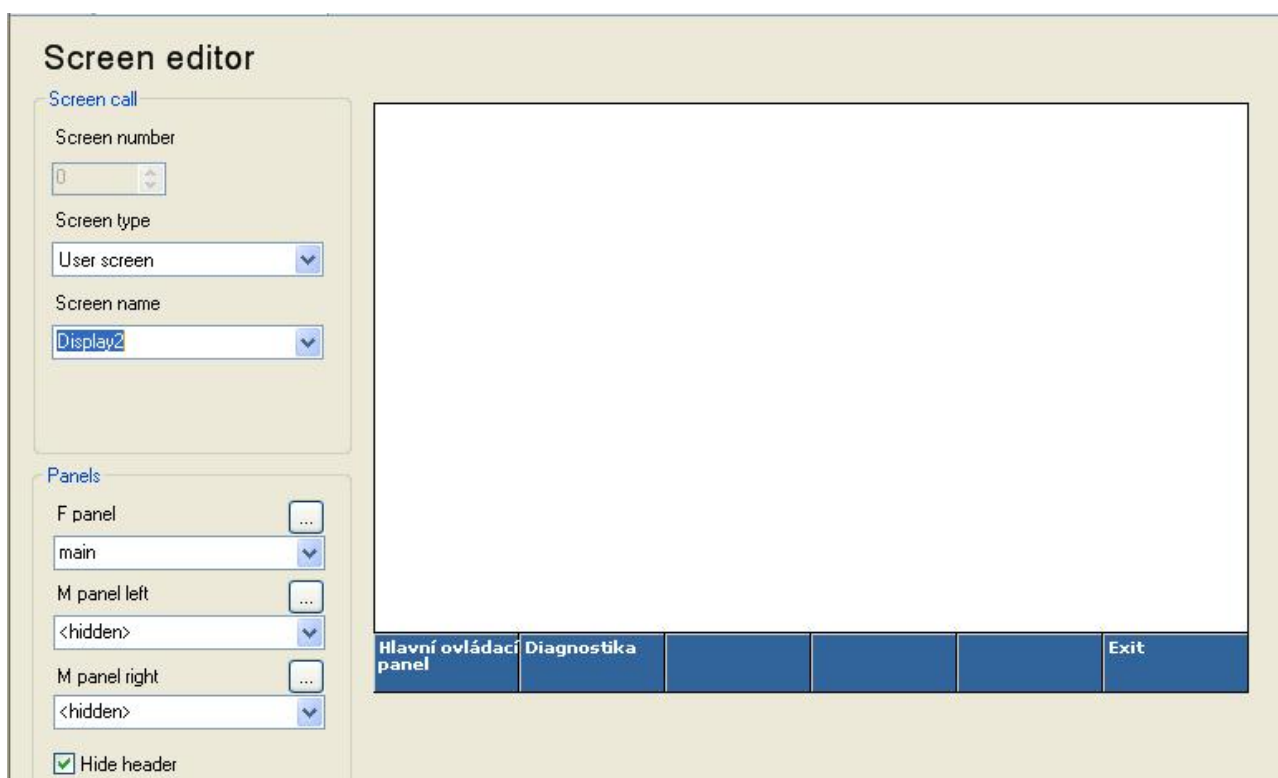 Screen editor
Screen call
Screen number
0
Screen type
User screen
Screen name
Display2
Panels
F panel
...
main
M panel left
...
<hidden>
M panel right
...
<hidden>
Hide header
Hlavní ovládací
panel
Diagnostika
Exit